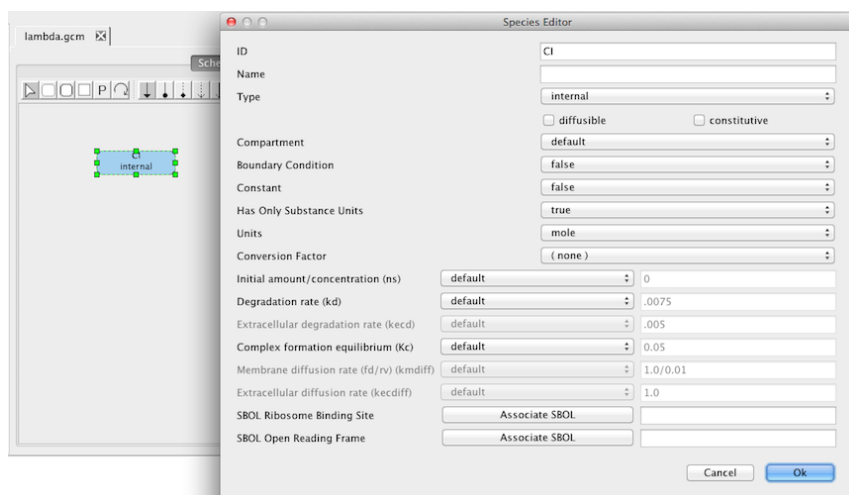 lambda.gcm
Sche
P
CI
internal
Species Editor
ID CI
Name
Type internal
diffusible constitutive
Compartment default
Boundary Condition false
Constant false
Has Only Substance Units true
Units mole
Conversion Factor ( none )
Initial amount/concentration (ns) default 0
Degradation rate (kd) default .0075
Extracellular degradation rate (kecd) default .005
Complex formation equilibrium (Kc) default 0.05
Membrane diffusion rate (fd/rv) (kmdiff) default 1.0/0.01
Extracellular diffusion rate (kecdiff) default 1.0
SBOL Ribosome Binding Site Associate SBOL
SBOL Open Reading Frame Associate SBOL
Cancel Ok